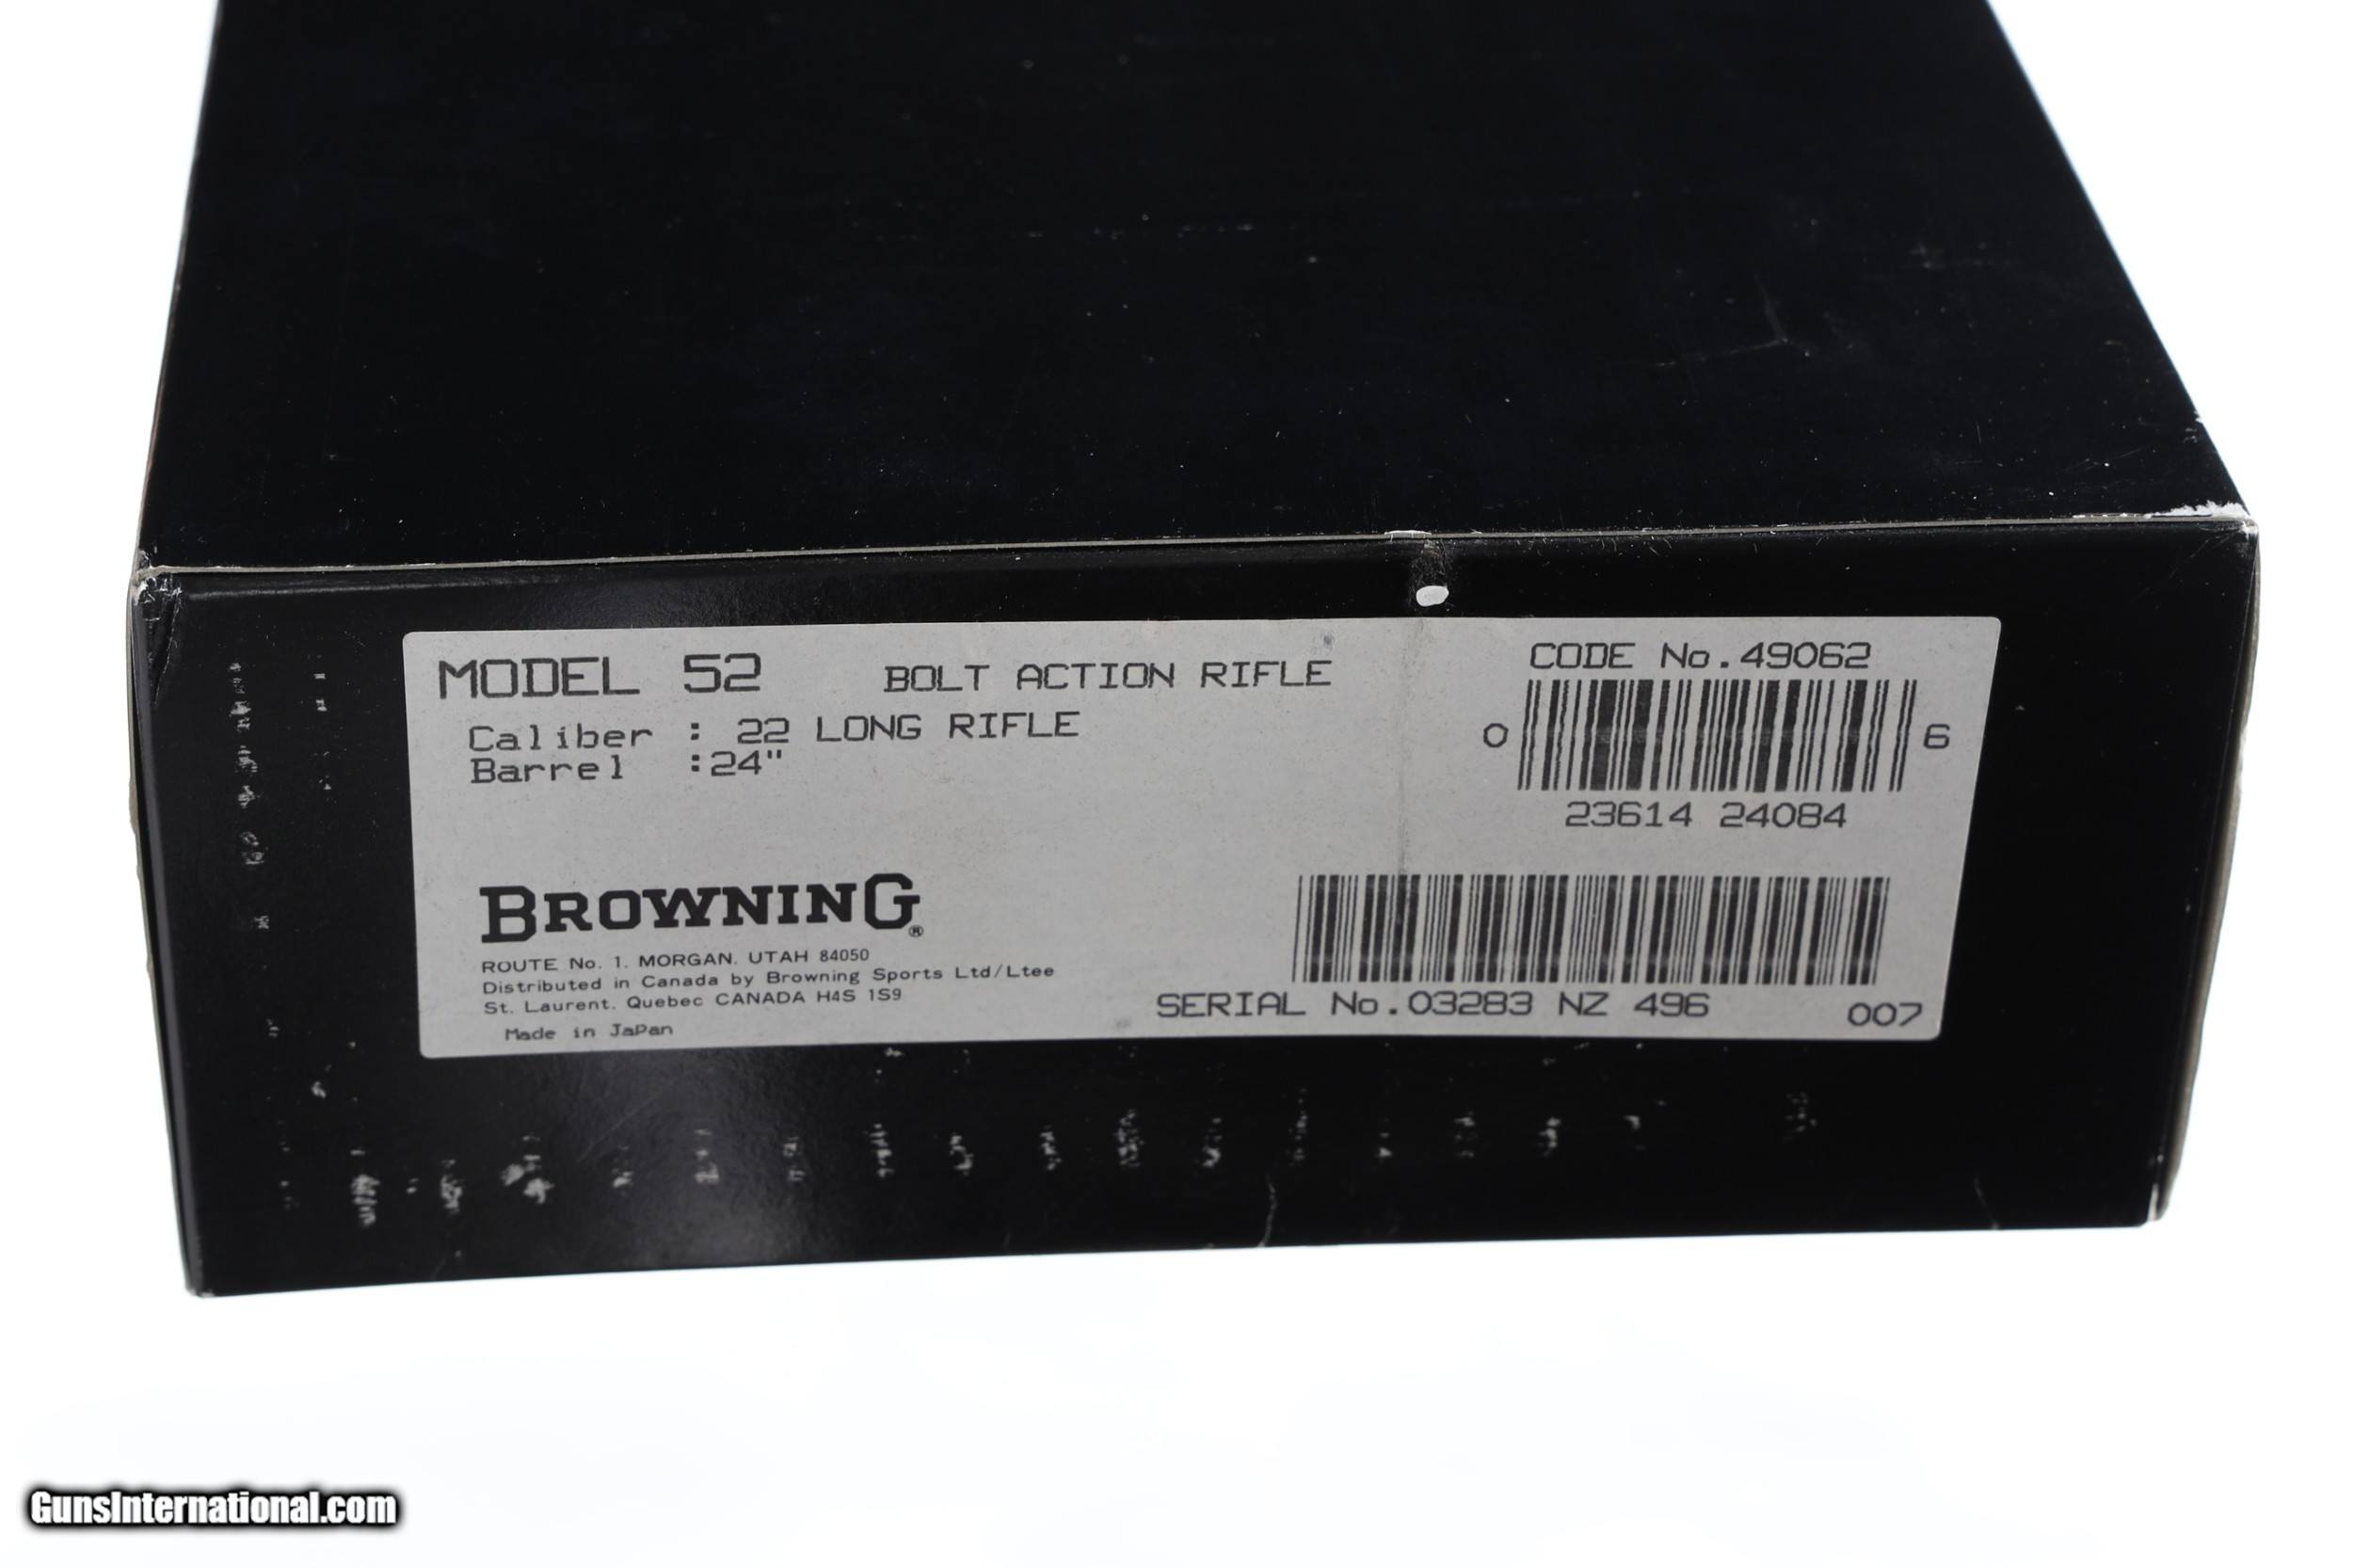 MODEL 52 BOLT ACTION RIFLE
Caliber : 22 LONG RIFLE
Barrel :24"
CODE No.49062
0 6
23614 24084
BROWNING®
ROUTE No. 1, MORGAN, UTAH 84050
Distributed in Canada by Browning Sports Ltd/Ltee
St. Laurent, Quebec CANADA H4S 1S9
Made in Japan
SERIAL No.03283 NZ 496 007
GunsInternational.com